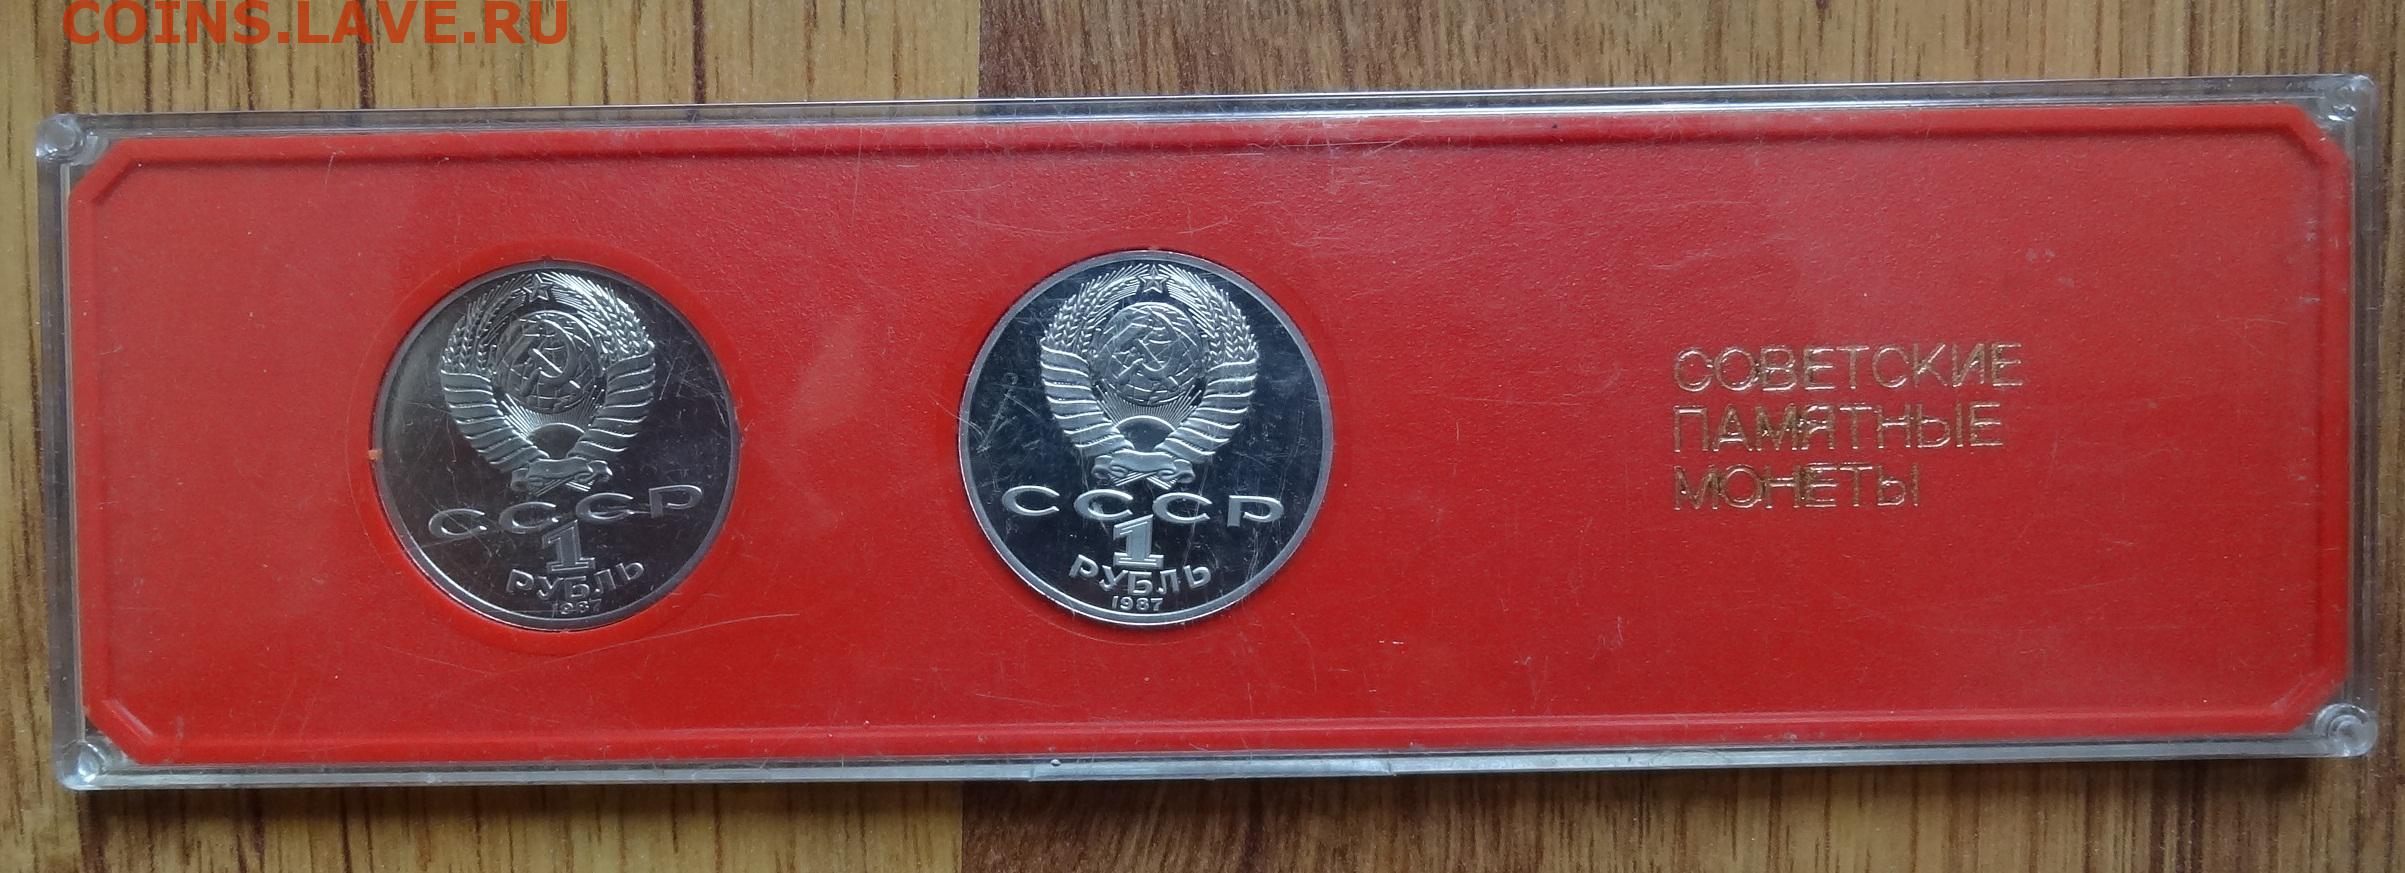 COINS.LAVE.RU
СССР
1
РУБЛЬ
1987
СССР
1
РУБЛЬ
1987
СОВЕТСКИЕ
ПАМЯТНЫЕ
МОНЕТЫ